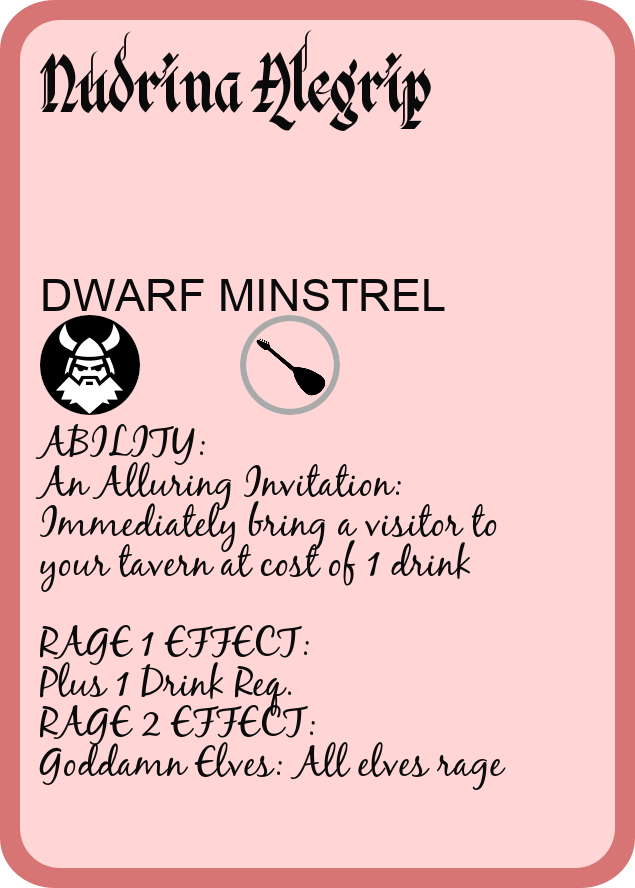 Nudrina Alegrip
DWARF MINSTREL
ABILITY:
An Alluring Invitation:
Immediately bring a visitor to
your tavern at cost of 1 drink
RAGE 1 EFFECT:
Plus 1 Drink Req.
RAGE 2 EFFECT:
Goddamn Elves: All elves rage